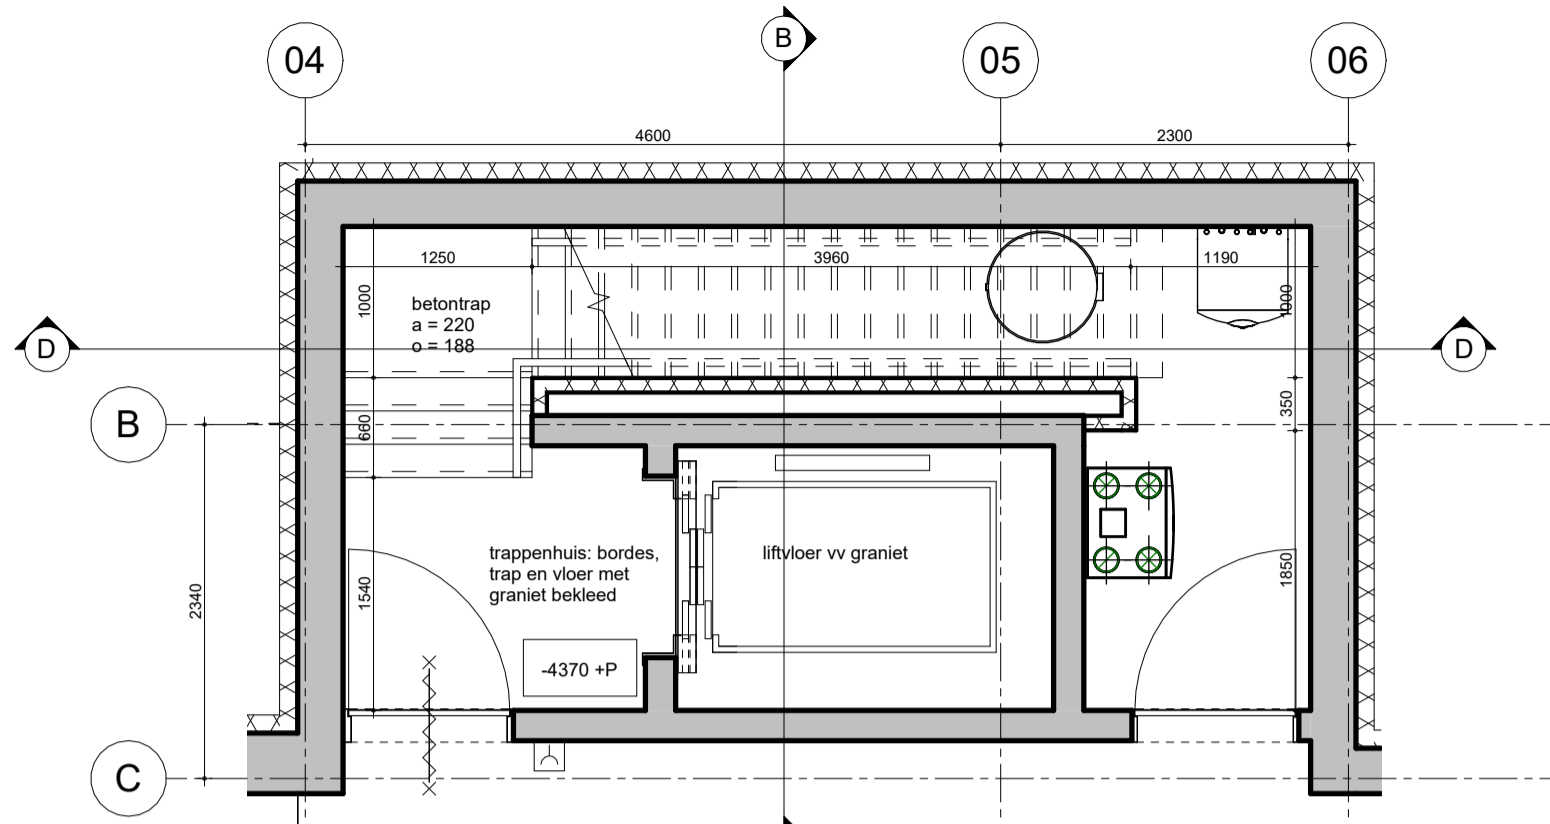 B
04
05
06
4600
2300
1250
3960
1190
1000
1000
betontrap
a = 220
o = 188
D
D
B
660
350
2340
1540
1850
trappenhuis: bordes,
trap en vloer met
graniet bekleed
liftvloer vv graniet
-4370 +P
C